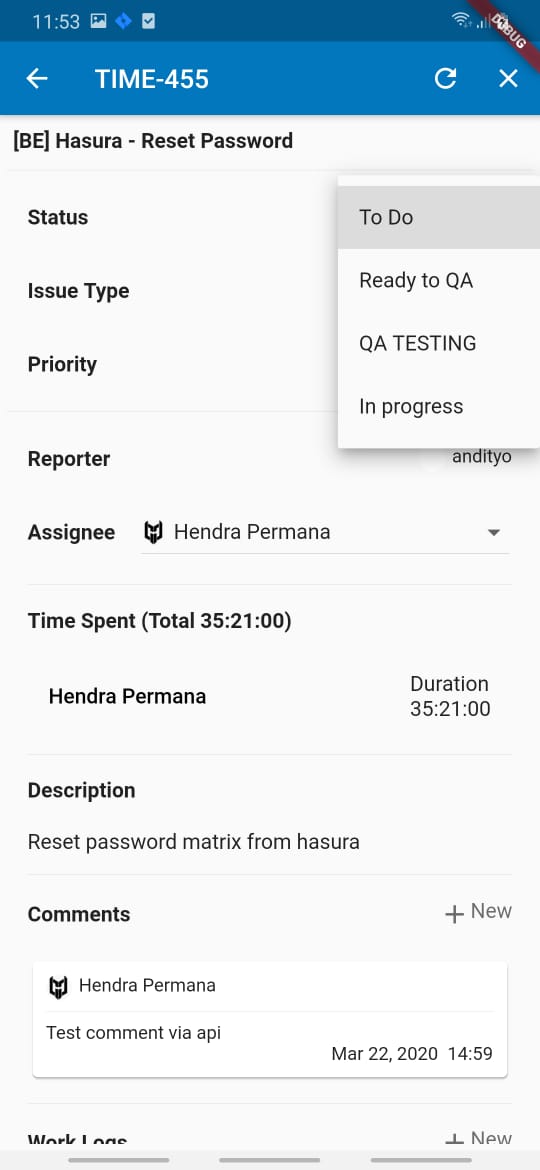 11:53
DEBUG
TIME-455
[BE] Hasura - Reset Password
Status
To Do
Ready to QA
Issue Type
QA TESTING
Priority
In progress
Reporter
andityo
Assignee
Hendra Permana
Time Spent (Total 35:21:00)
Hendra Permana
Duration
35:21:00
Description
Reset password matrix from hasura
Comments
+ New
Hendra Permana
Test comment via api
Mar 22, 2020 14:59
Work Logs
+ New